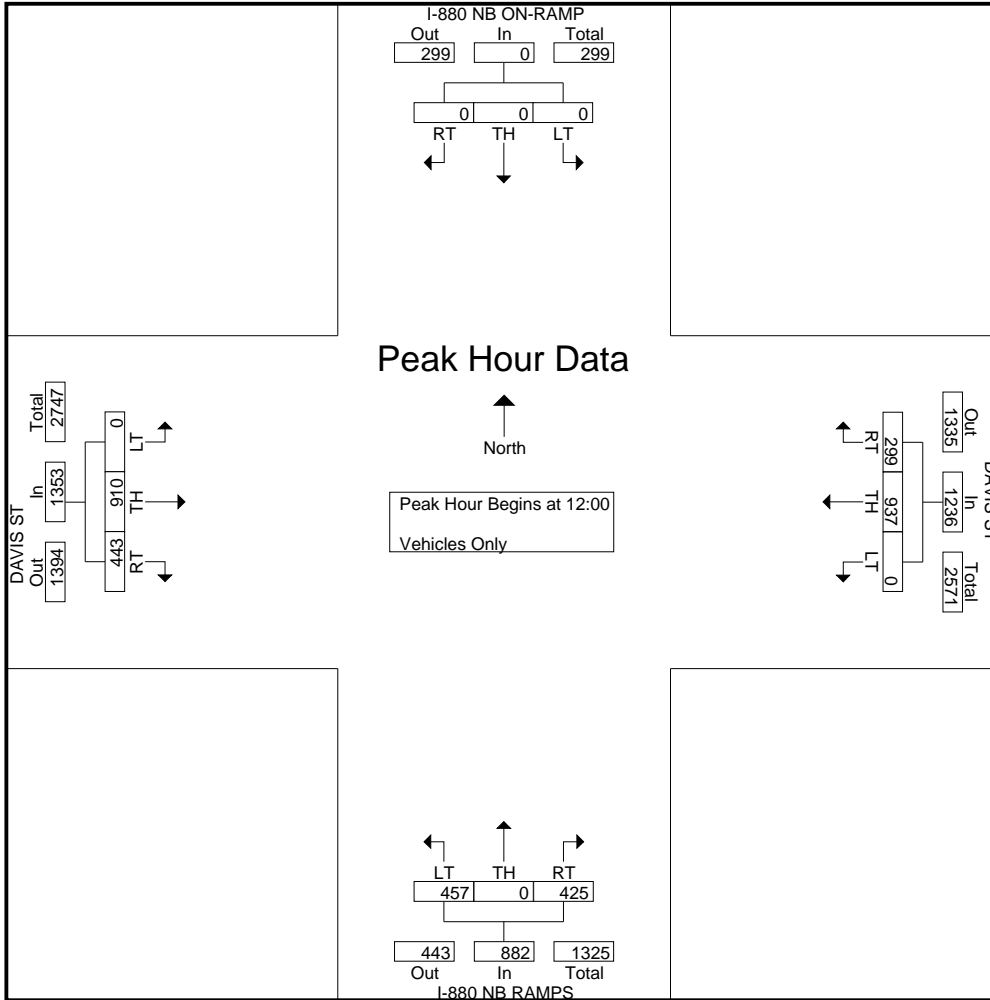 I-880 NB ON-RAMP
Out In Total
299 0 299
0 0 0
RT TH LT
Peak Hour Data
North
Peak Hour Begins at 12:00
Vehicles Only
DAVIS ST
Out In Total
1394 1353 2747
443 910 0
RT TH LT
DAVIS ST
Out In Total
1335 1236 2571
299 937 0
RT TH LT
LT TH RT
457 0 425
443 882 1325
Out In Total
I-880 NB RAMPS